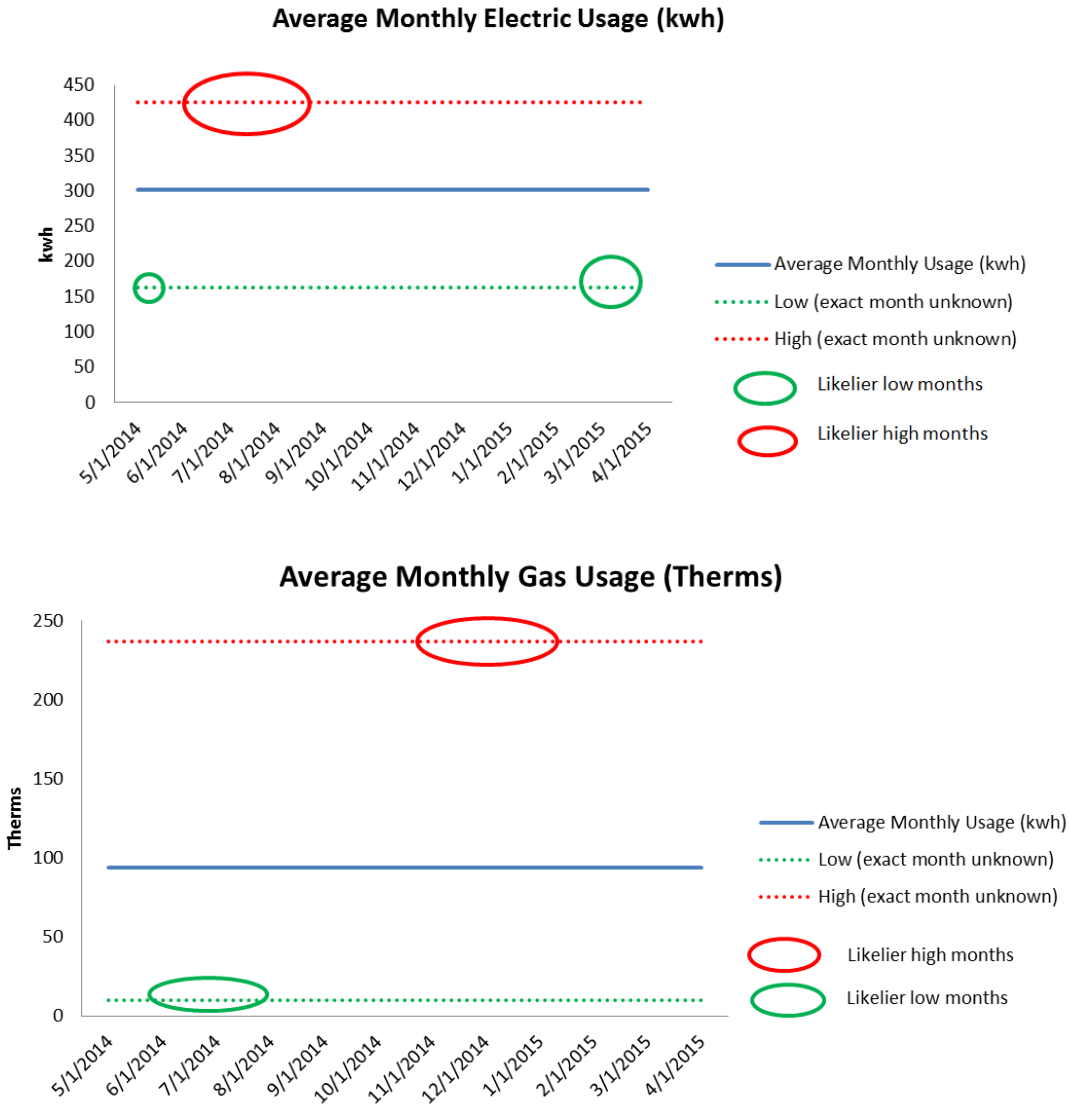 Average Monthly Electric Usage (kwh)
450
400
350
300
250
200
150
100
50
0
kwh
5/1/2014
6/1/2014
7/1/2014
8/1/2014
9/1/2014
10/1/2014
11/1/2014
12/1/2014
1/1/2015
2/1/2015
3/1/2015
4/1/2015
Average Monthly Usage (kwh)
Low (exact month unknown)
High (exact month unknown)
Likelier low months
Likelier high months
Average Monthly Gas Usage (Therms)
250
200
150
100
50
0
Therms
5/1/2014
6/1/2014
7/1/2014
8/1/2014
9/1/2014
10/1/2014
11/1/2014
12/1/2014
1/1/2015
2/1/2015
3/1/2015
4/1/2015
Average Monthly Usage (kwh)
Low (exact month unknown)
High (exact month unknown)
Likelier high months
Likelier low months